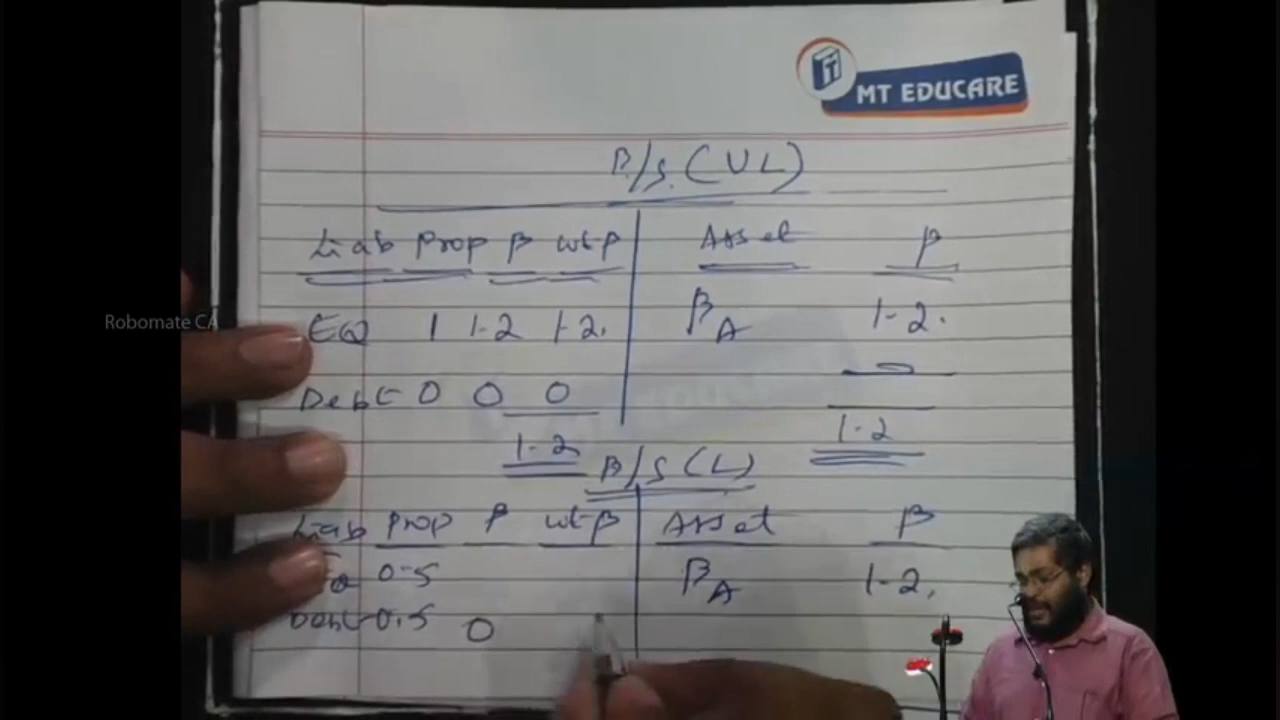 MT EDUCARE
B/S. (UL)
Liab Prop β wt β Asset β
EQ 1 1-2 1-2. βA 1-2.
Robomate CA
Debt 0 0 0
1-2 1-2
B/S (L)
Liab Prop β wt β Asset β
0-5 βA 1-2.
Debt 0.5 0